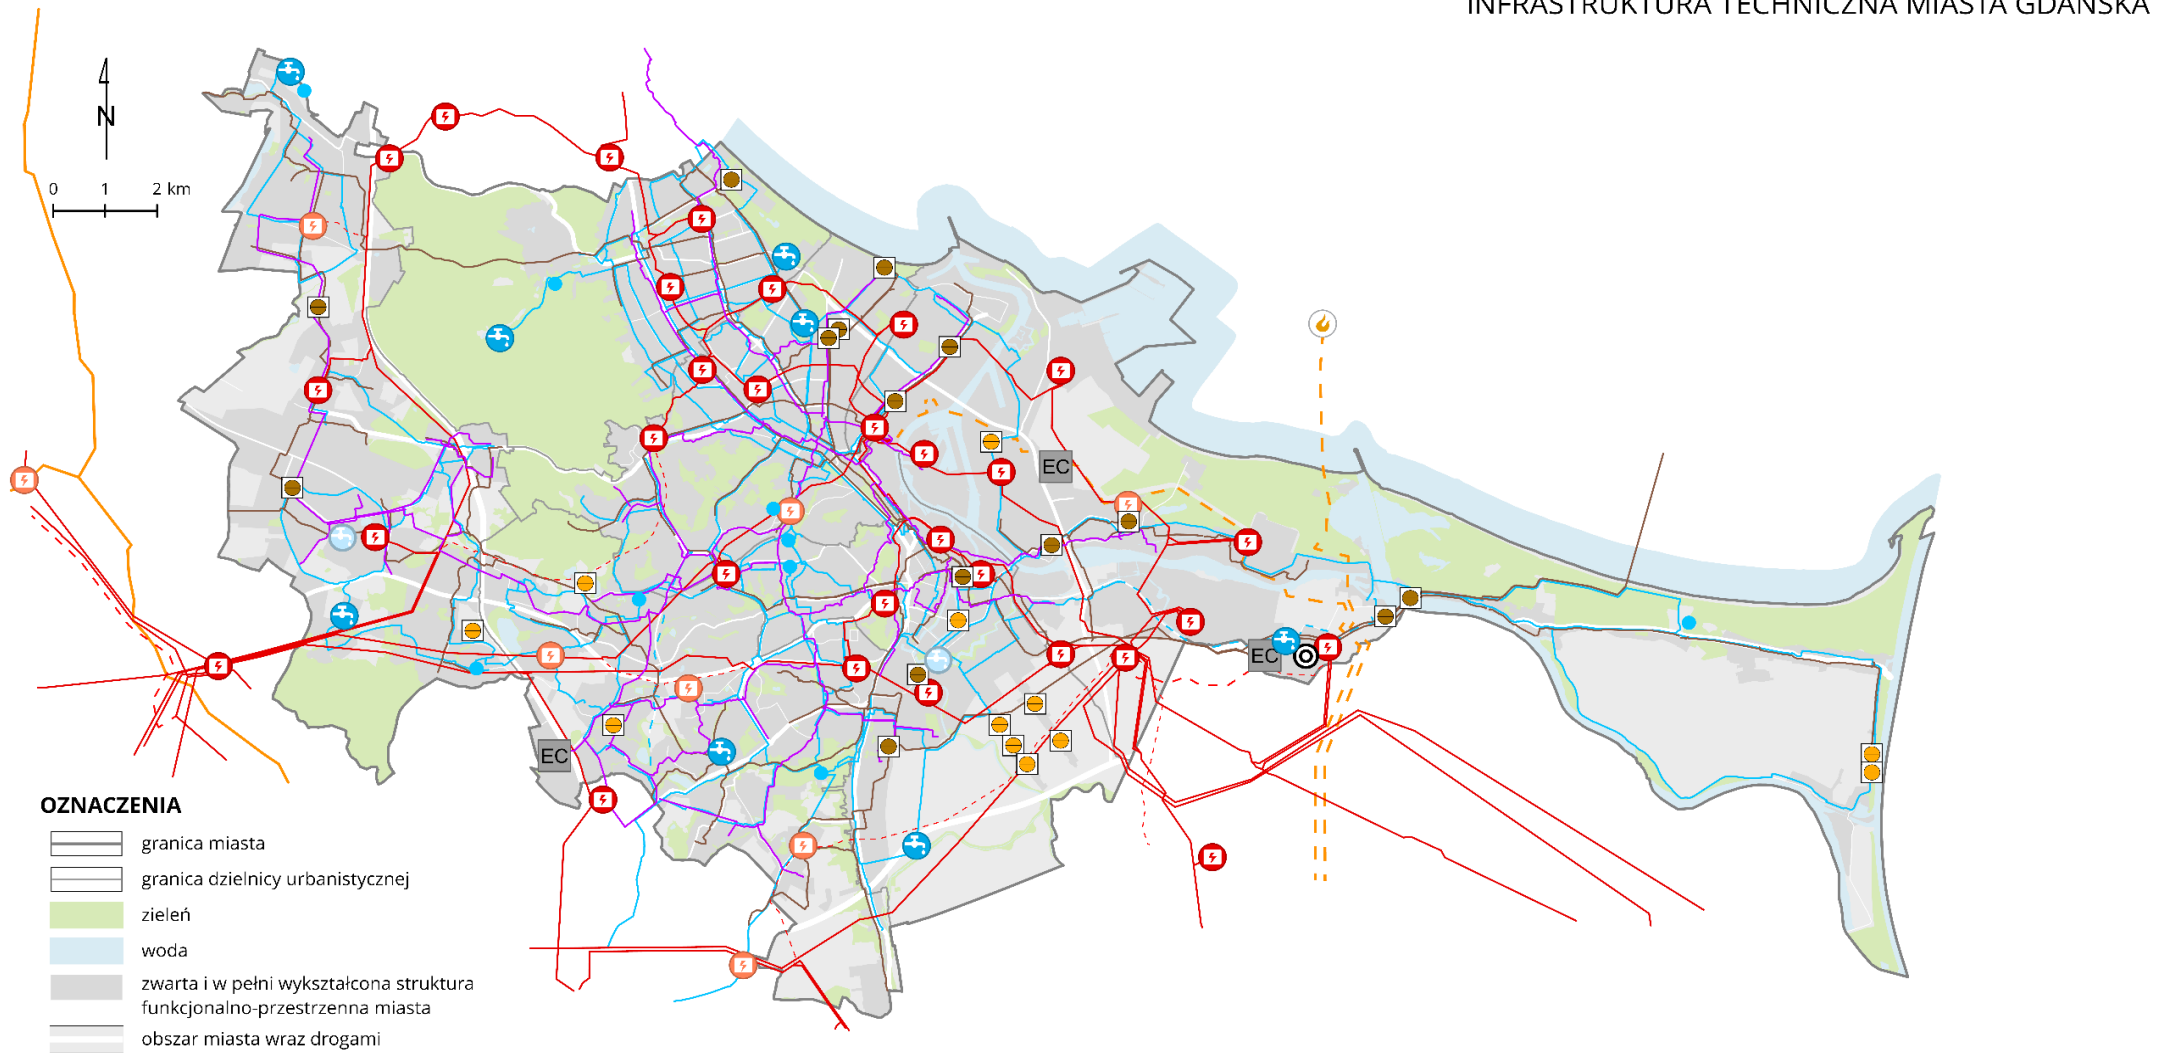 INFRASTRUKTURA TECHNICZNA MIASTA GDAŃSKA
N
0 1 2 km
EC
EC
EC
OZNACZENIA
granica miasta
granica dzielnicy urbanistycznej
zieleń
woda
zwarta i w pełni wykształcona struktura
funkcjonalno-przestrzenna miasta
obszar miasta wraz drogami